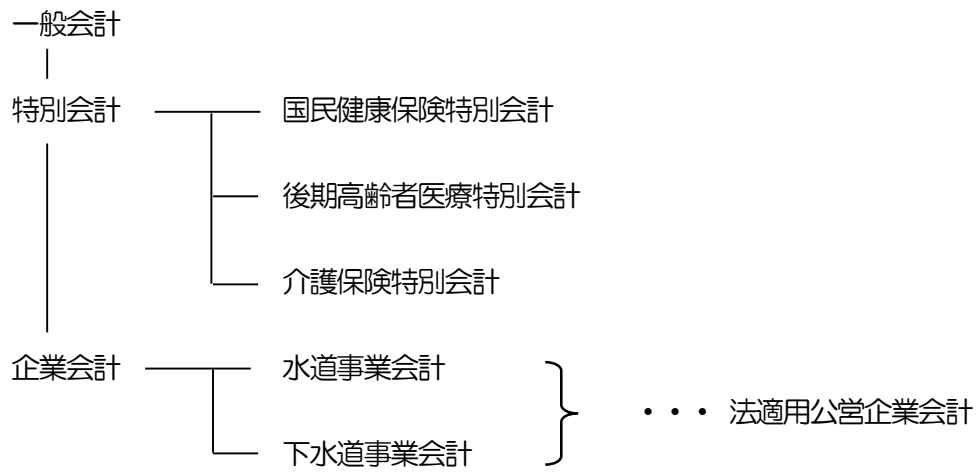 一般会計
特別会計 国民健康保険特別会計
後期高齢者医療特別会計
介護保険特別会計
企業会計 水道事業会計
・・・ 法適用公営企業会計
下水道事業会計